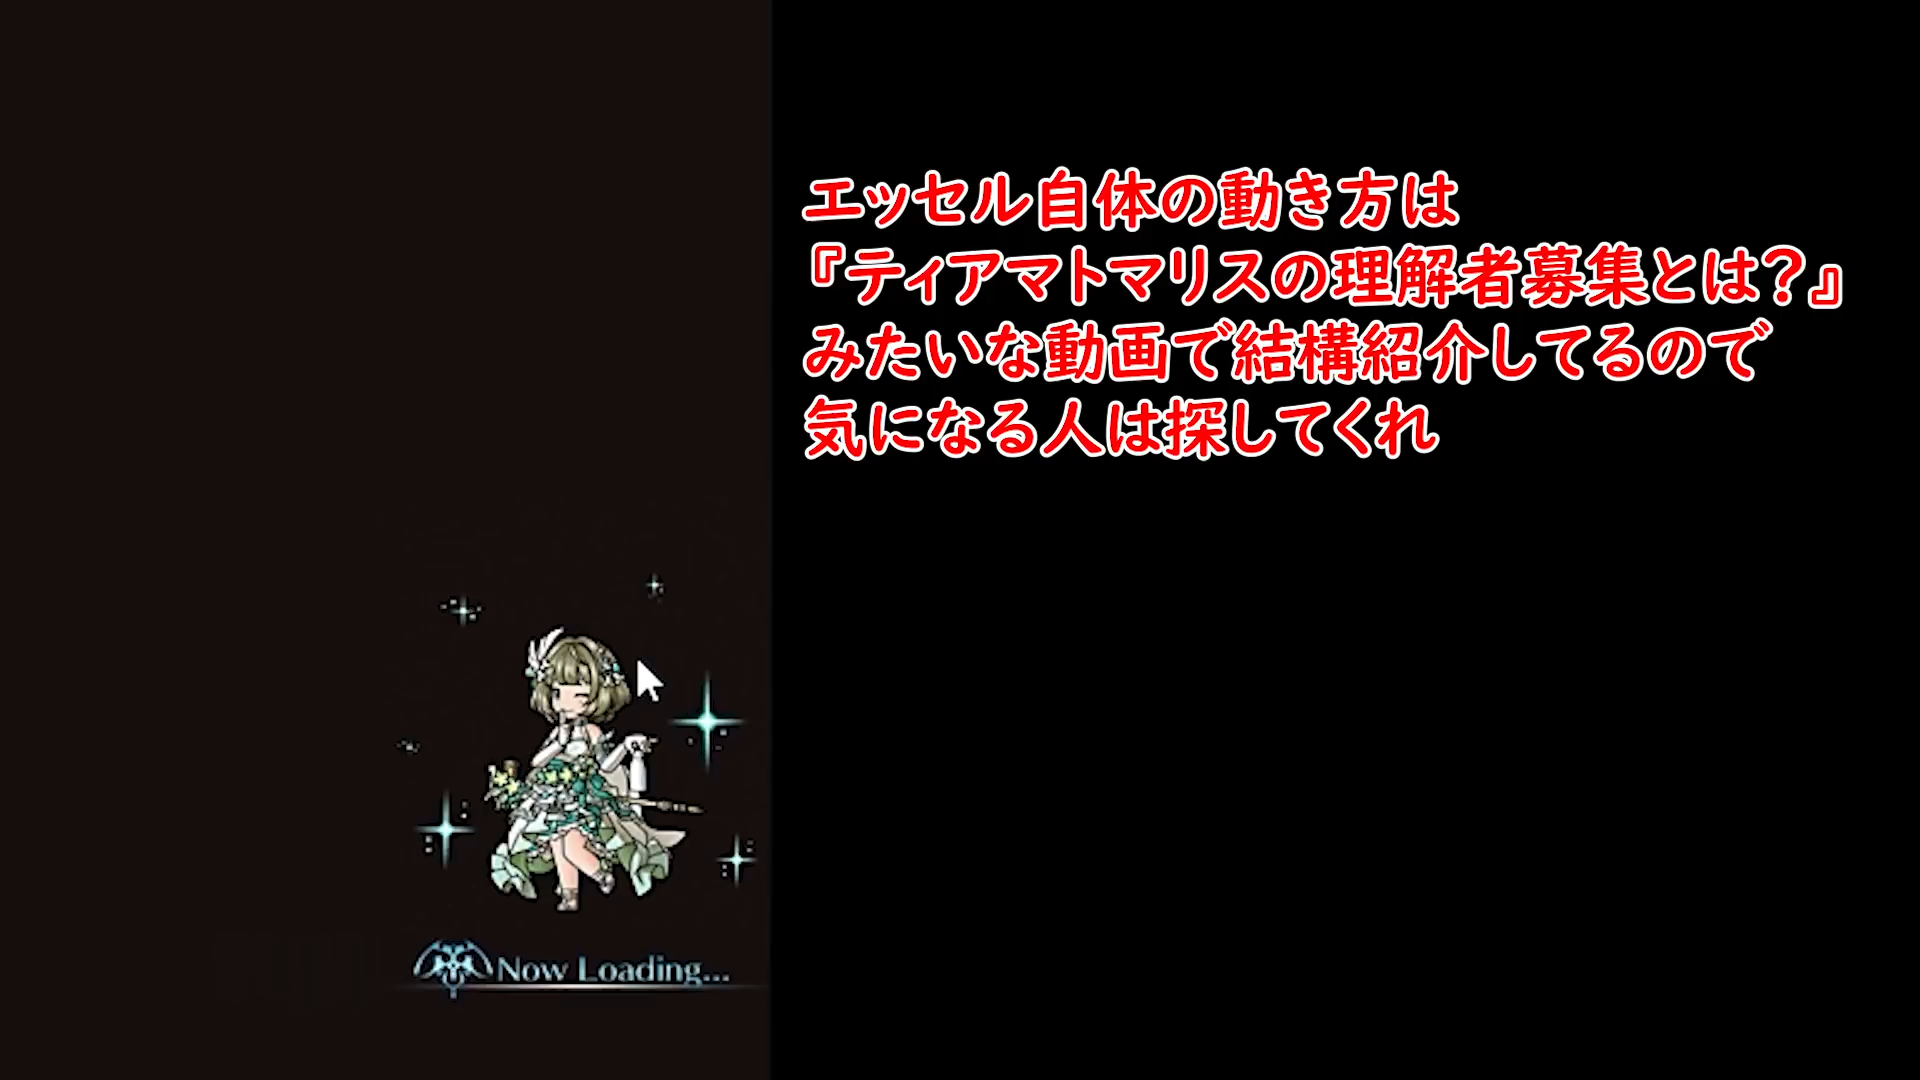 エッセル自体の動き方は
『ティアマトマリスの理解者募集とは？』
みたいな動画で結構紹介してるので
気になる人は探してくれ
Now Loading...